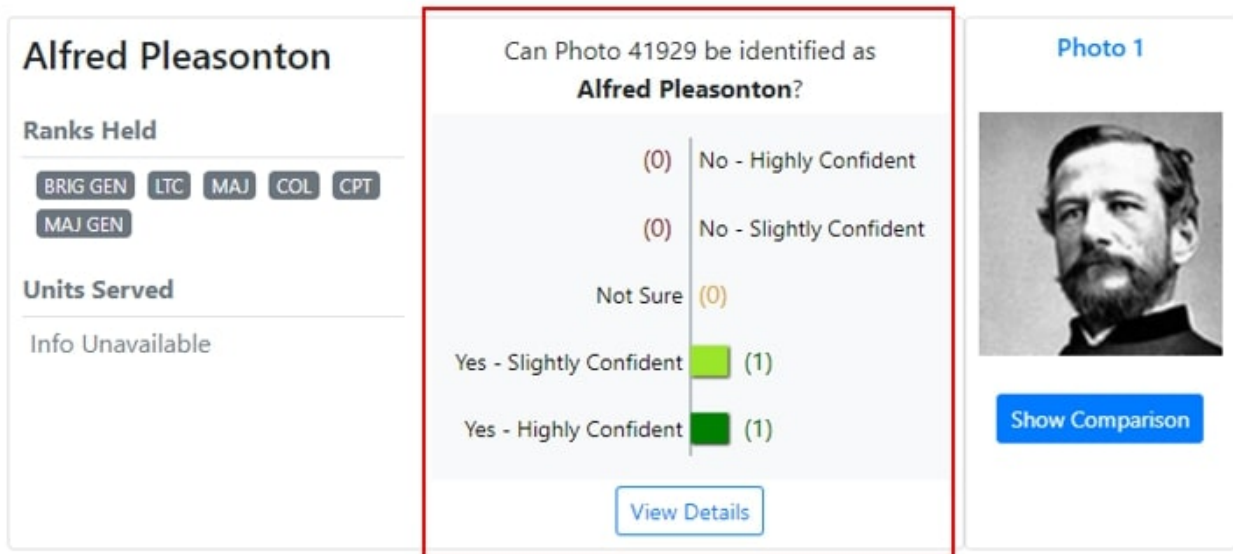 Alfred Pleasonton
Ranks Held
BRIG GEN LTC MAJ COL CPT
MAJ GEN
Units Served
Info Unavailable
Can Photo 41929 be identified as
Alfred Pleasonton?
(0) No - Highly Confident
(0) No - Slightly Confident
Not Sure (0)
Yes - Slightly Confident (1)
Yes - Highly Confident (1)
View Details
Photo 1
Show Comparison